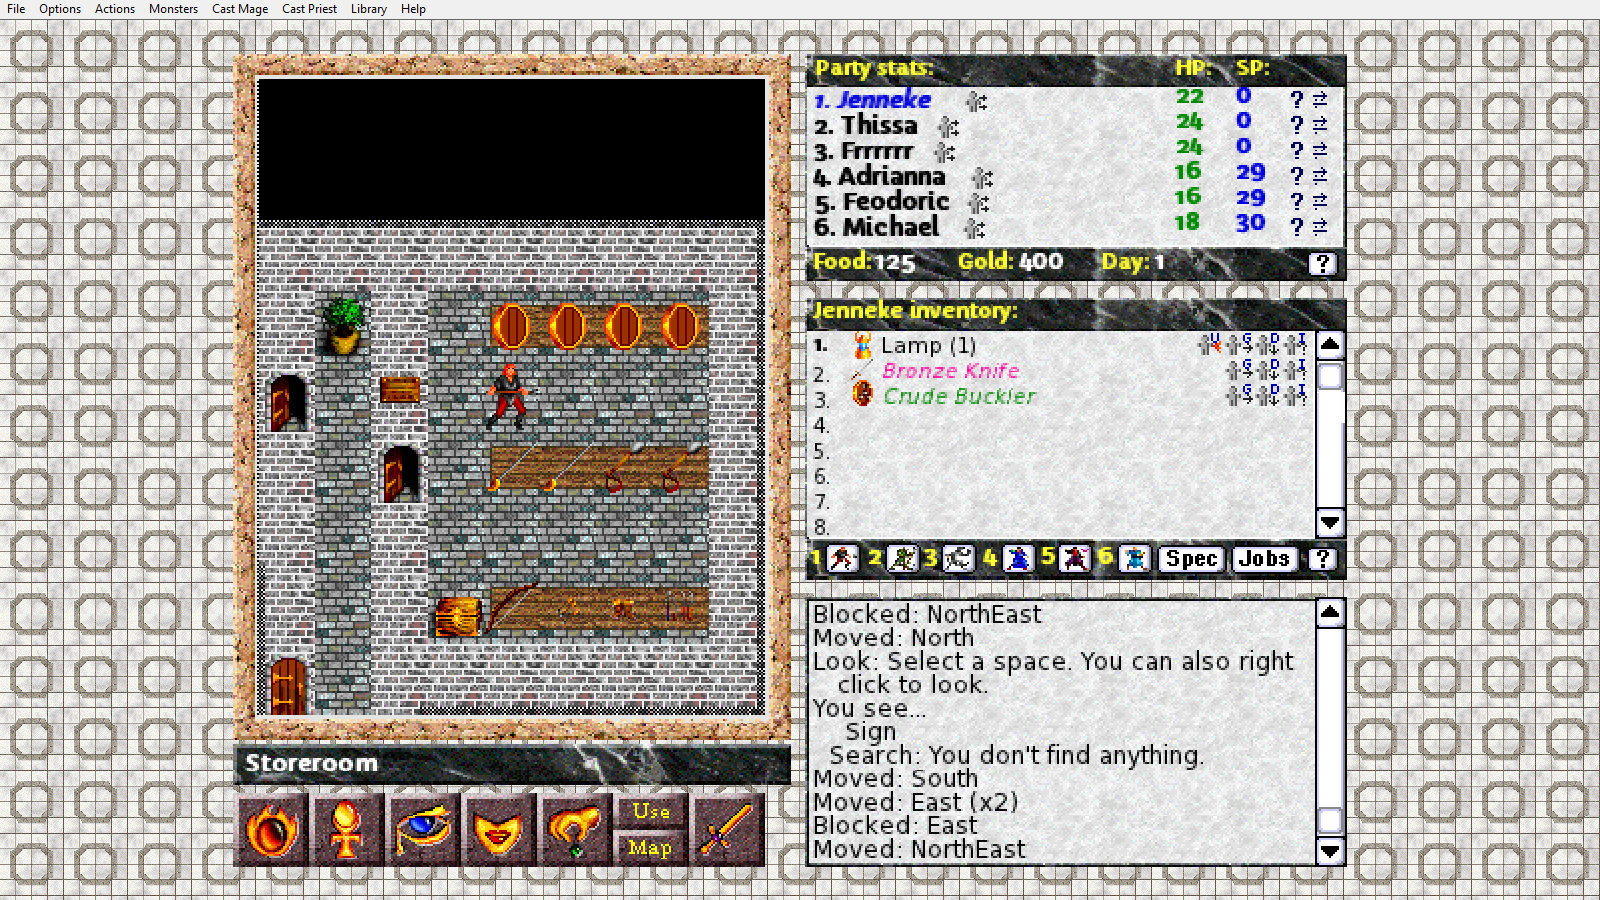 File Options Actions Monsters Cast Mage Cast Priest Library Help
Party stats: HP: SP:
1. Jenneke 22 0 ?
2. Thissa 24 0 ?
3. Frrrrrr 24 0 ?
4. Adrianna 16 29 ?
5. Feodoric 16 29 ?
6. Michael 18 30 ?
Food: 125 Gold: 400 Day: 1 ?
Jenneke inventory:
1. Lamp (1) U G D I
2. Bronze Knife G D I
3. Crude Buckler G D I
4.
5.
6.
7.
8.
1 2 3 4 5 6 Spec Jobs ?
Blocked: NorthEast
Moved: North
Look: Select a space. You can also right
click to look.
You see...
Sign
Search: You don't find anything.
Moved: South
Moved: East (x2)
Blocked: East
Moved: NorthEast
Storeroom
Use
Map